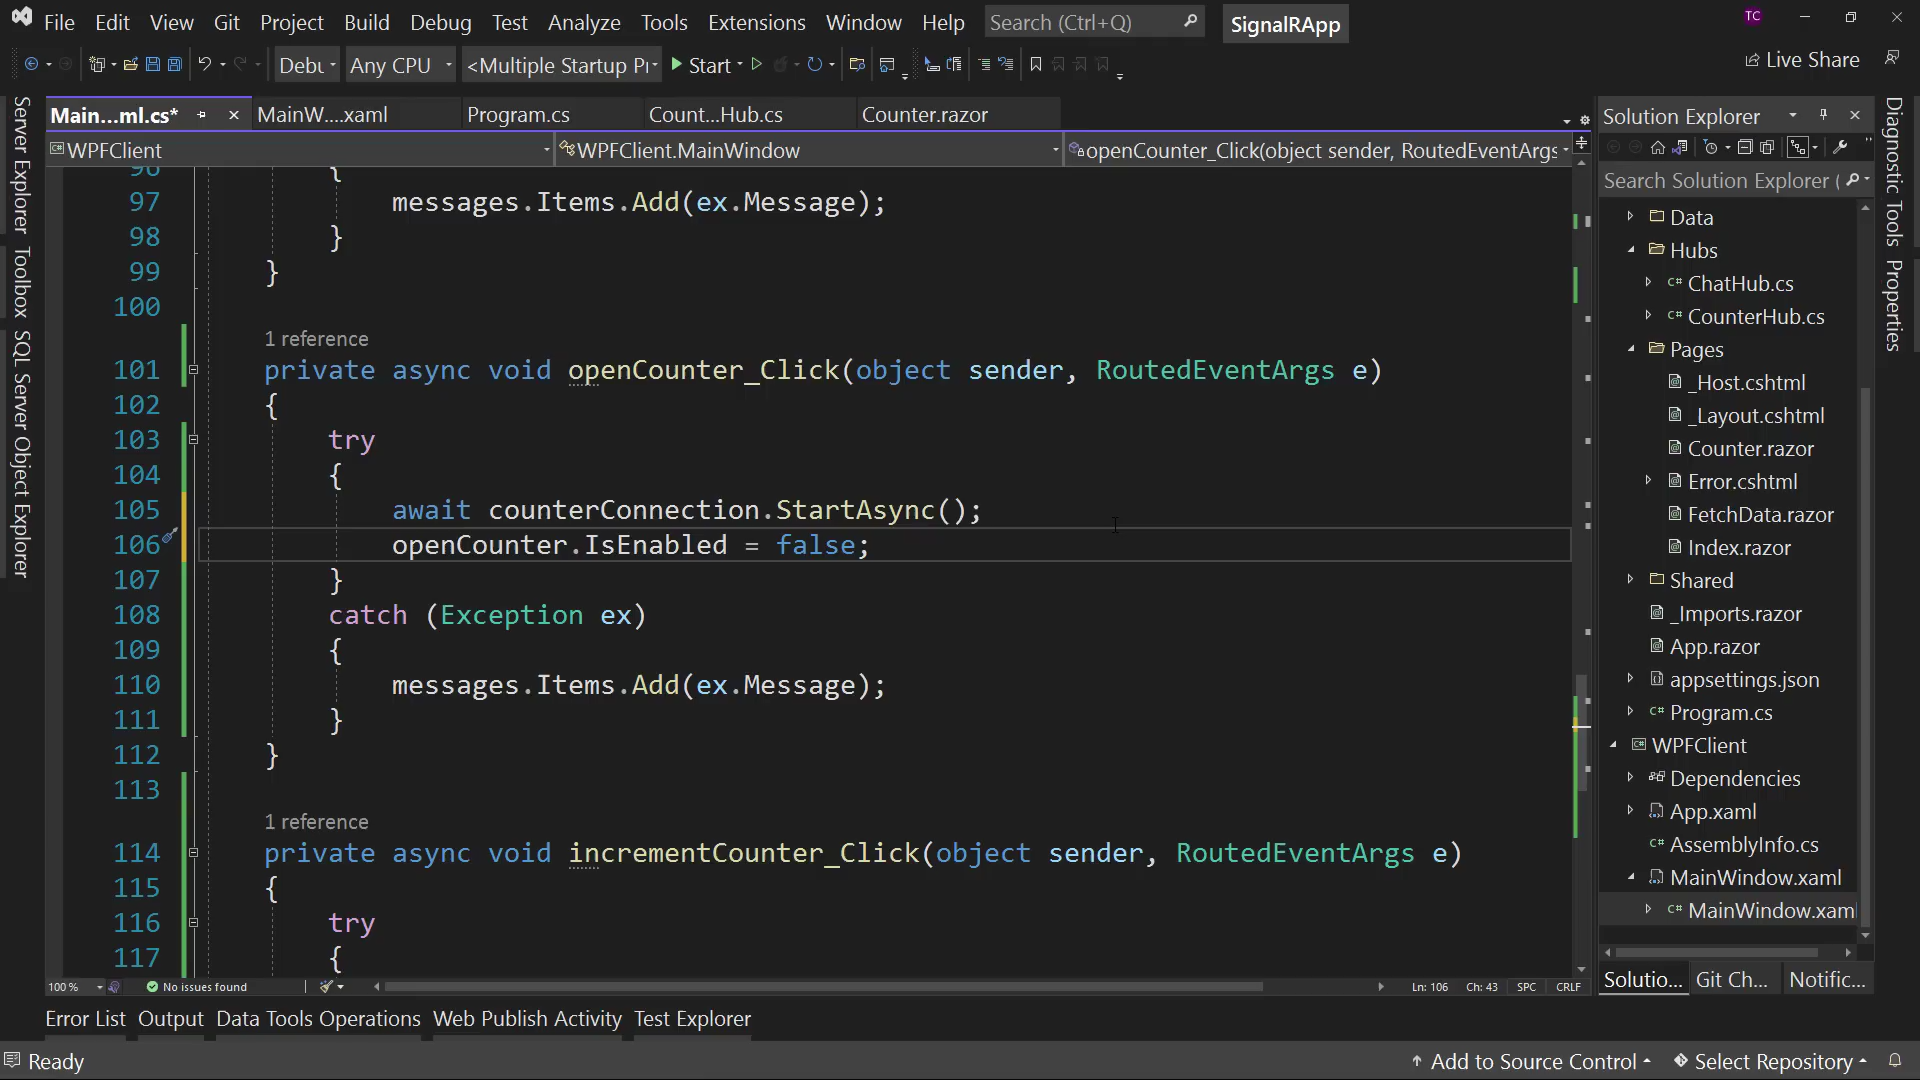 File Edit View Git Project Build Debug Test Analyze Tools Extensions Window Help Search (Ctrl+Q) SignalRApp TC
Debu Any CPU <Multiple Startup Pr Start Live Share
Main...ml.cs* MainW....xaml Program.cs Count...Hub.cs Counter.razor
WPFClient WPFClient.MainWindow openCounter_Click(object sender, RoutedEventArgs
Server Explorer
Toolbox
SQL Server Object Explorer
96 {
97 messages.Items.Add(ex.Message);
98 }
99 }
100
1 reference
101 private async void openCounter_Click(object sender, RoutedEventArgs e)
102 {
103 try
104 {
105 await counterConnection.StartAsync();
106 openCounter.IsEnabled = false;
107 }
108 catch (Exception ex)
109 {
110 messages.Items.Add(ex.Message);
111 }
112 }
113
1 reference
114 private async void incrementCounter_Click(object sender, RoutedEventArgs e)
115 {
116 try
117 {
100 % No issues found Ln: 106 Ch: 43 SPC CRLF
Solution Explorer
Search Solution Explorer (
Data
Hubs
C# ChatHub.cs
C# CounterHub.cs
Pages
_Host.cshtml
_Layout.cshtml
Counter.razor
Error.cshtml
FetchData.razor
Index.razor
Shared
_Imports.razor
App.razor
appsettings.json
C# Program.cs
WPFClient
Dependencies
App.xaml
C# AssemblyInfo.cs
MainWindow.xaml
C# MainWindow.xaml
Solutio... Git Ch... Notific...
Diagnostic Tools
Properties
Error List Output Data Tools Operations Web Publish Activity Test Explorer
Ready Add to Source Control Select Repository